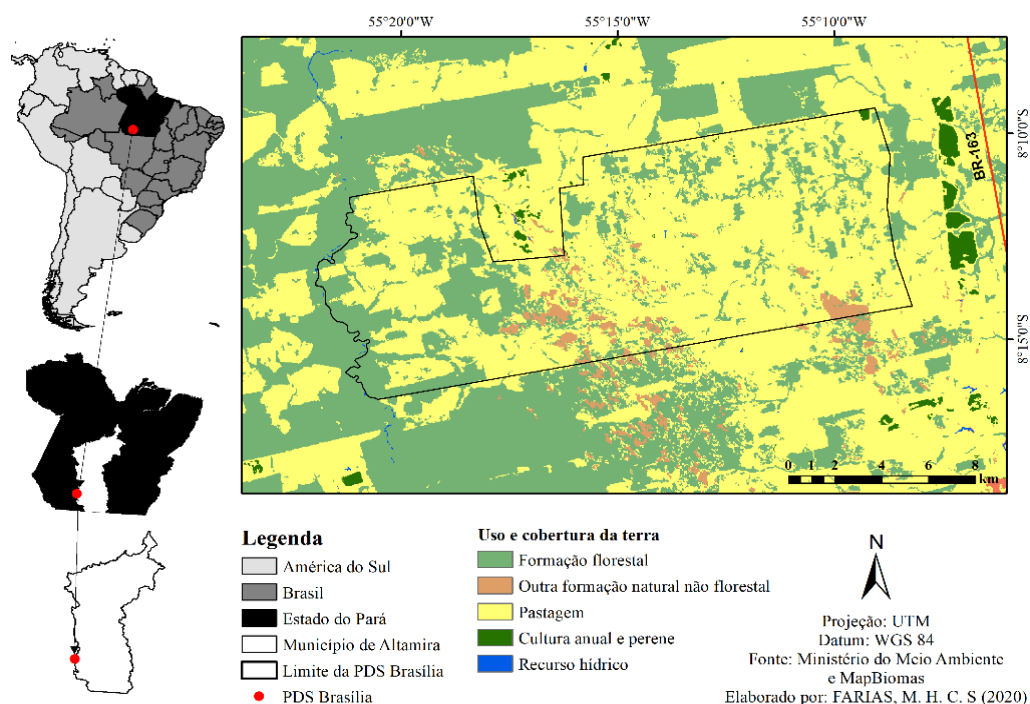 55°20'0"W
55°15'0"W
55°10'0"W
8°10'0"S
8°15'0"S
BR-163
0 1 2 4 6 8
km
Legenda
América do Sul
Brasil
Estado do Pará
Município de Altamira
Limite da PDS Brasília
PDS Brasília
Uso e cobertura da terra
Formação florestal
Outra formação natural não florestal
Pastagem
Cultura anual e perene
Recurso hídrico
N
Projeção: UTM
Datum: WGS 84
Fonte: Ministério do Meio Ambiente
e MapBiomas
Elaborado por: FARIAS, M. H. C. S (2020)